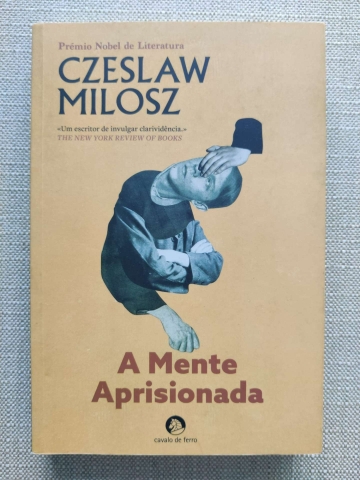 Prémio Nobel de Literatura
CZESLAW
MILOSZ
«Um escritor de invulgar clarividência.»
THE NEW YORK REVIEW OF BOOKS
A Mente
Aprisionada
cavalo de ferro